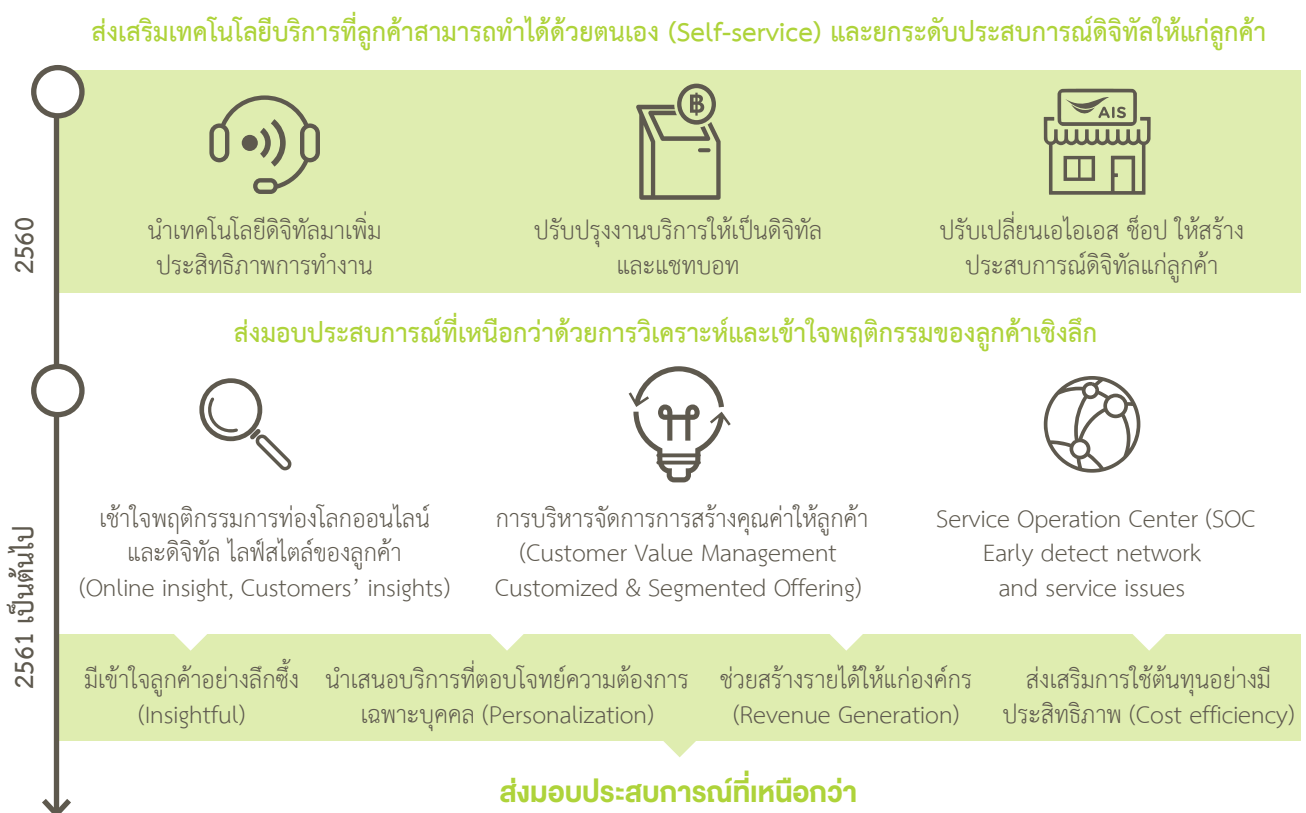 ส่งเสริมเทคโนโลยีบริการที่ลูกค้าสามารถทำได้ด้วยตนเอง (Self-service) และยกระดับประสบการณ์ดิจิทัลให้แก่ลูกค้า
2560
฿
AIS
นำเทคโนโลยีดิจิทัลมาเพิ่ม
ประสิทธิภาพการทำงาน
ปรับปรุงงานบริการให้เป็นดิจิทัล
และแชทบอท
ปรับเปลี่ยนเอไอเอส ช็อป ให้สร้าง
ประสบการณ์ดิจิทัลแก่ลูกค้า
ส่งมอบประสบการณ์ที่เหนือกว่าด้วยการวิเคราะห์และเข้าใจพฤติกรรมของลูกค้าเชิงลึก
2561 เป็นต้นไป
เช้าใจพฤติกรรมการท่องโลกออนไลน์
และดิจิทัล ไลฟ์สไตล์ของลูกค้า
(Online insight, Customers’ insights)
การบริหารจัดการการสร้างคุณค่าให้ลูกค้า
(Customer Value Management
Customized & Segmented Offering)
Service Operation Center (SOC
Early detect network
and service issues
มีเข้าใจลูกค้าอย่างลึกซึ้ง
(Insightful)
นำเสนอบริการที่ตอบโจทย์ความต้องการ
เฉพาะบุคคล (Personalization)
ช่วยสร้างรายได้ให้แก่องค์กร
(Revenue Generation)
ส่งเสริมการใช้ต้นทุนอย่างมี
ประสิทธิภาพ (Cost efficiency)
ส่งมอบประสบการณ์ที่เหนือกว่า